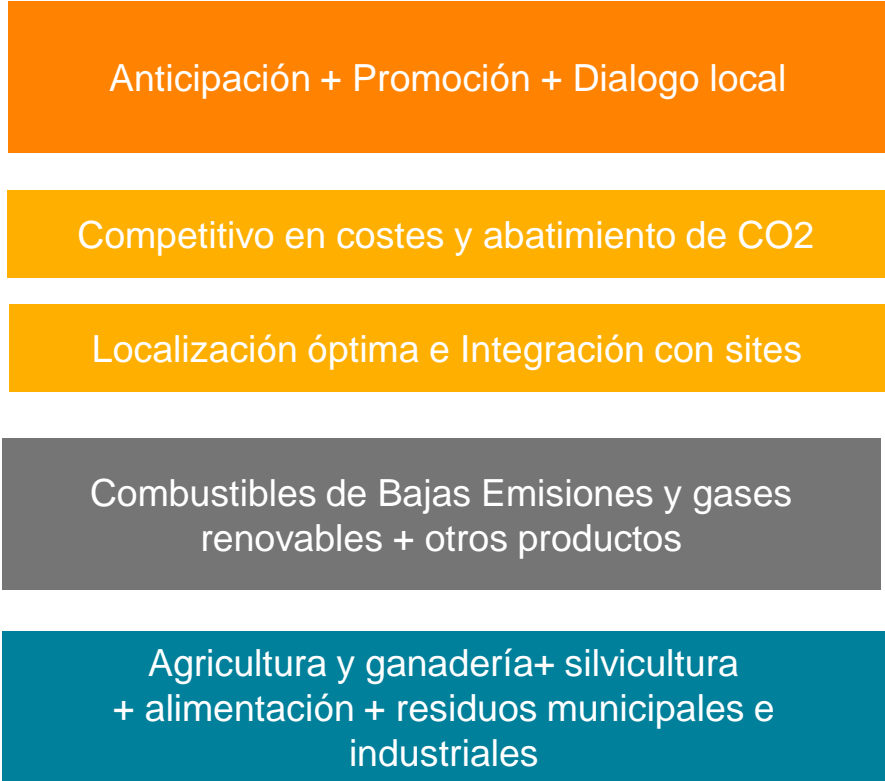 Anticipación + Promoción + Dialogo local
Competitivo en costes y abatimiento de CO2
Localización óptima e Integración con sites
Combustibles de Bajas Emisiones y gases
renovables + otros productos
Agricultura y ganadería+ silvicultura
+ alimentación + residuos municipales e
industriales